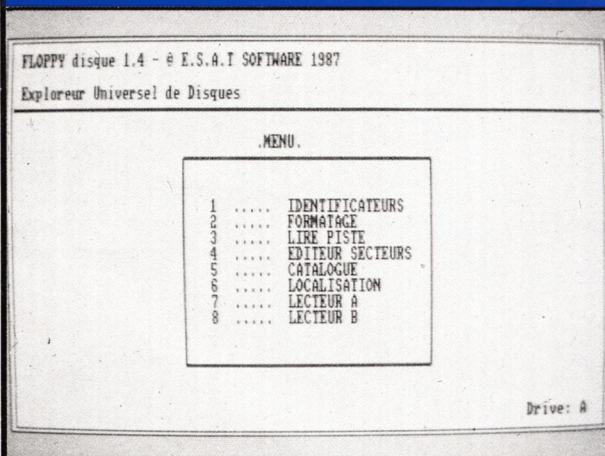 FLOPPY disque 1.4 - @ E.S.A.T SOFTWARE 1987
Exploreur Universel de Disques
.MENU.
1 ..... IDENTIFICATEURS
2 ..... FORMATAGE
3 ..... LIRE PISTE
4 ..... EDITEUR SECTEURS
5 ..... CATALOGUE
6 ..... LOCALISATION
7 ..... LECTEUR A
8 ..... LECTEUR B
Drive: A